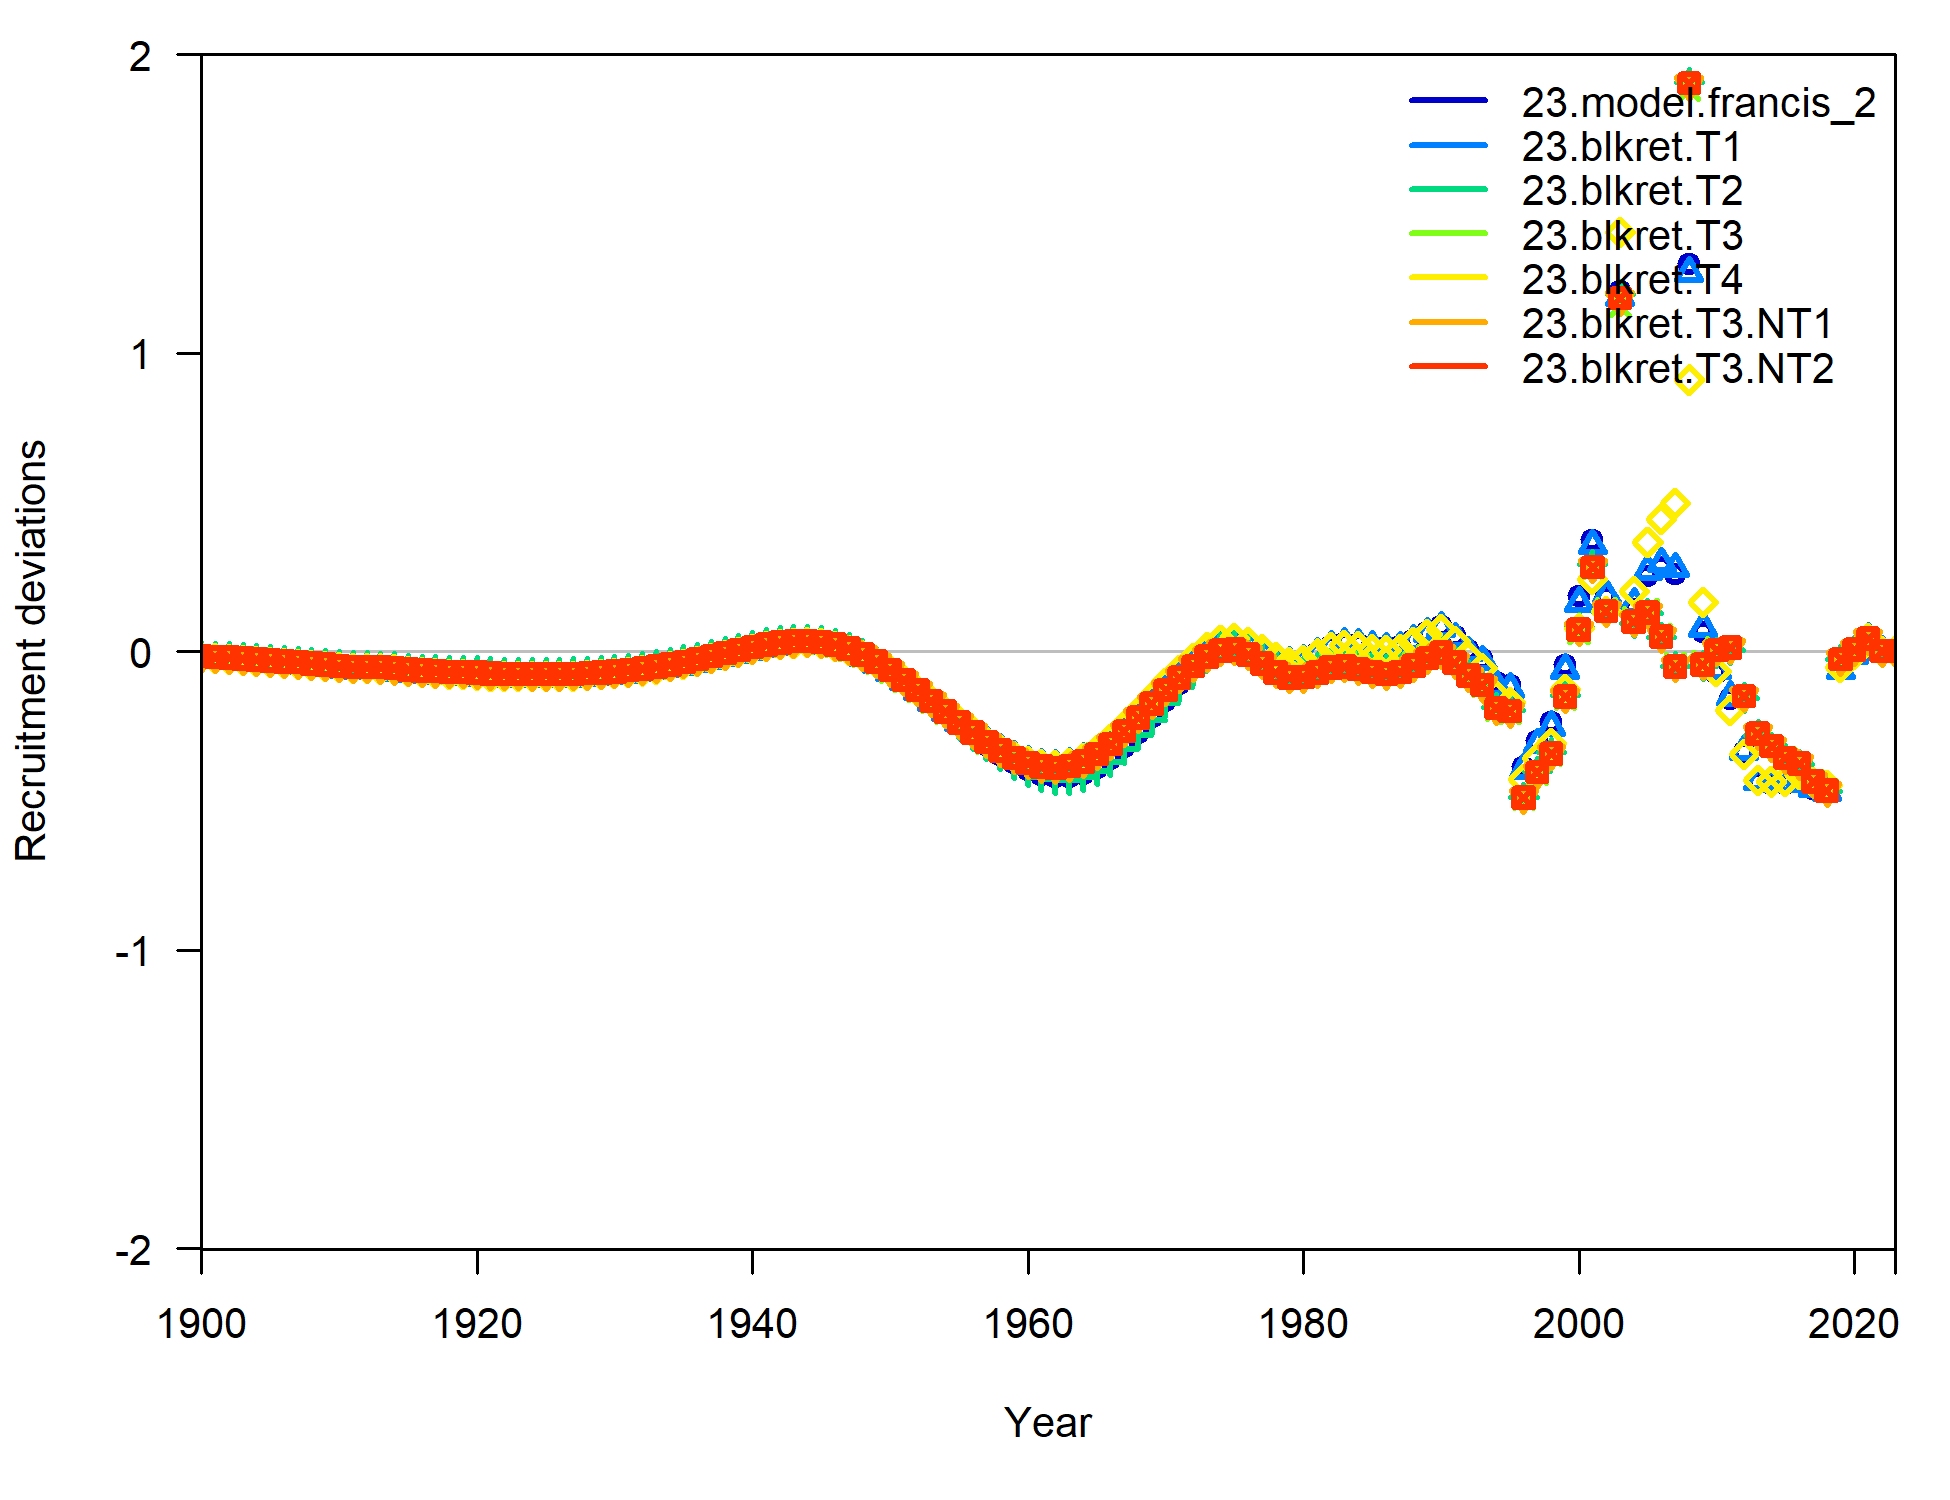 2
1
0
-1
-2
Recruitment deviations
23.model.francis_2
23.blkret.T1
23.blkret.T2
23.blkret.T3
23.blkret.T4
23.blkret.T3.NT1
23.blkret.T3.NT2
1900 1920 1940 1960 1980 2000 2020
Year